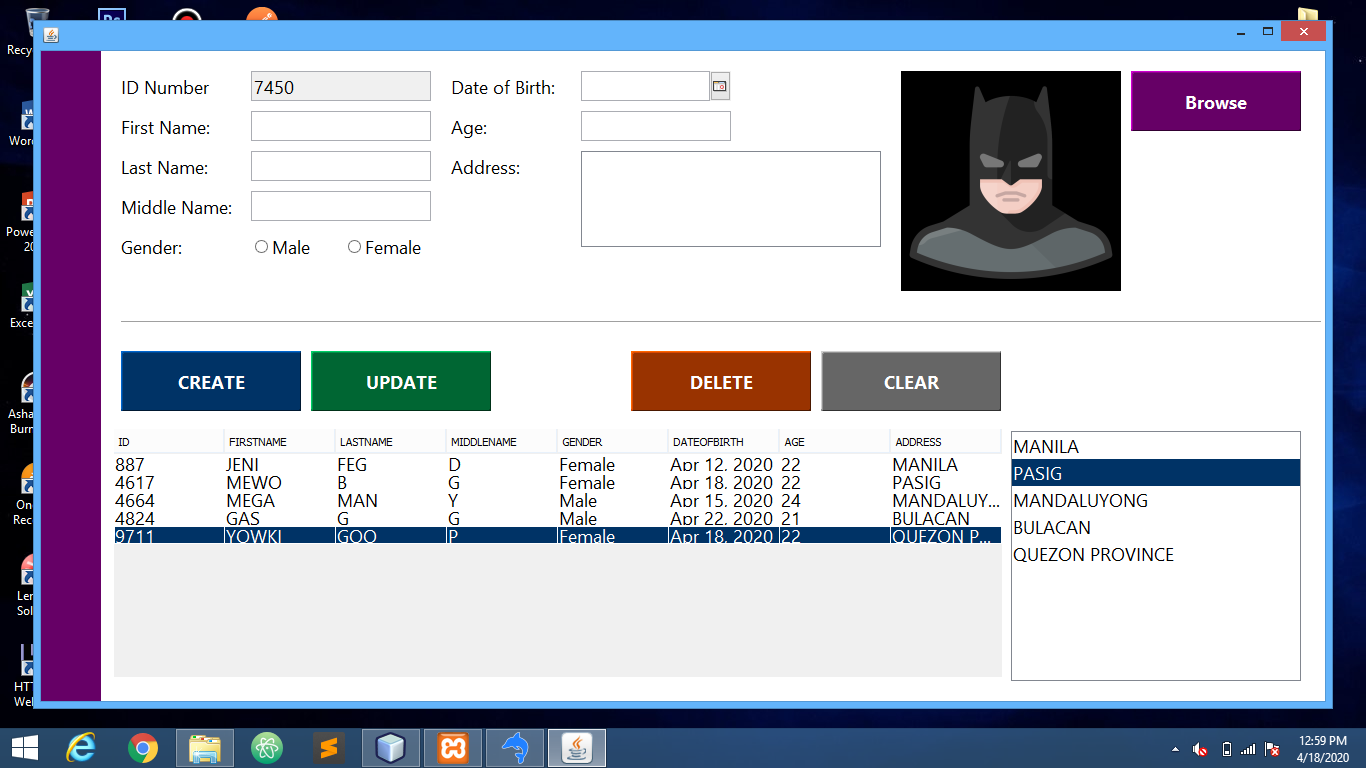 Ps
Recy
Word
Powe
20
Exce
Asha
Burn
On
Rec
Len
Sol
HT
Wel
ID Number 7450 Date of Birth: Browse
First Name: Age:
Last Name: Address:
Middle Name:
Gender: Male Female
CREATE UPDATE DELETE CLEAR
ID FIRSTNAME LASTNAME MIDDLENAME GENDER DATEOFBIRTH AGE ADDRESS
887 JENI FEG D Female Apr 12, 2020 22 MANILA
4617 MEWO B G Female Apr 18, 2020 22 PASIG
4664 MEGA MAN Y Male Apr 15, 2020 24 MANDALUY...
4824 GAS G G Male Apr 22, 2020 21 BULACAN
9711 YOWKI GOO P Female Apr 18, 2020 22 QUEZON P...
MANILA
PASIG
MANDALUYONG
BULACAN
QUEZON PROVINCE
12:59 PM
4/18/2020